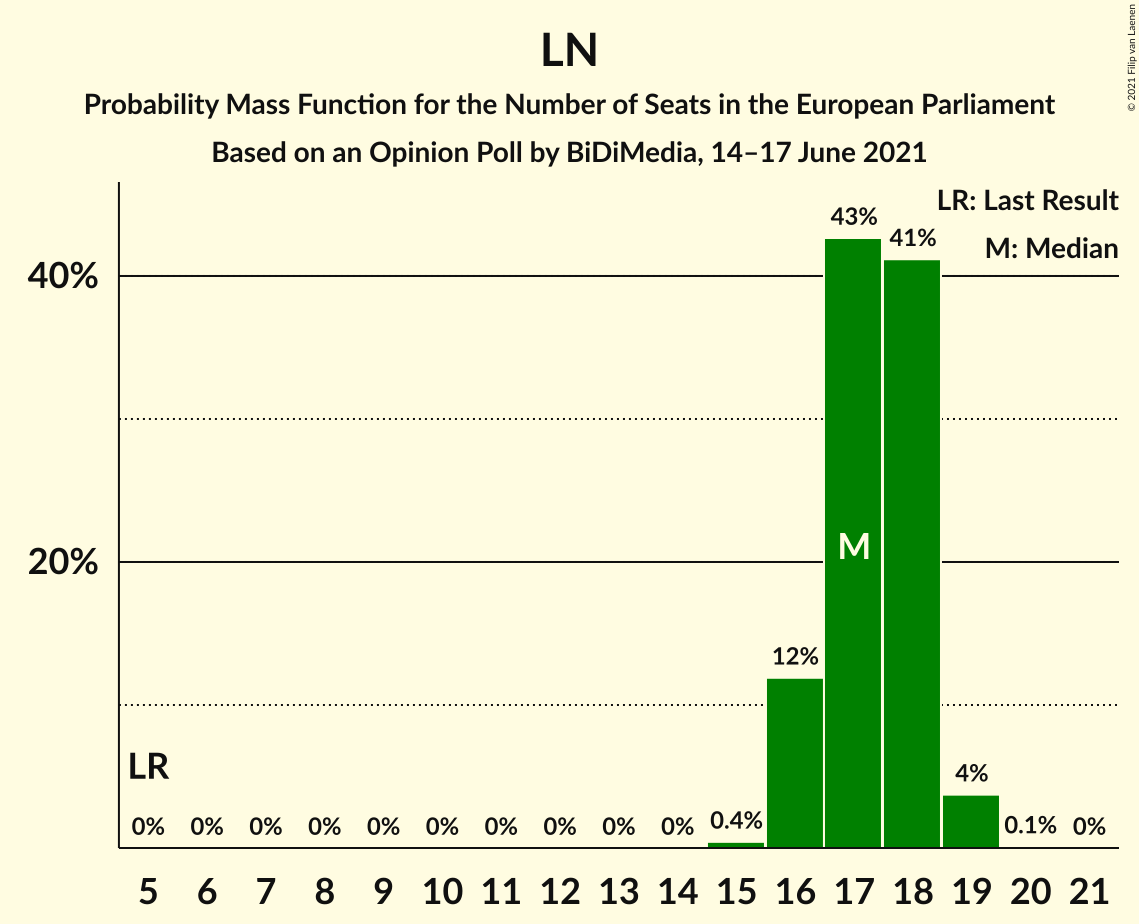 LN
Probability Mass Function for the Number of Seats in the European Parliament
Based on an Opinion Poll by BiDiMedia, 14–17 June 2021
© 2021 Filip van Laenen
LR: Last Result
M: Median
43%
41%
40%
20%
M
12%
LR
4%
0% 0% 0% 0% 0% 0% 0% 0% 0% 0% 0.4% 0.1% 0%
5 6 7 8 9 10 11 12 13 14 15 16 17 18 19 20 21